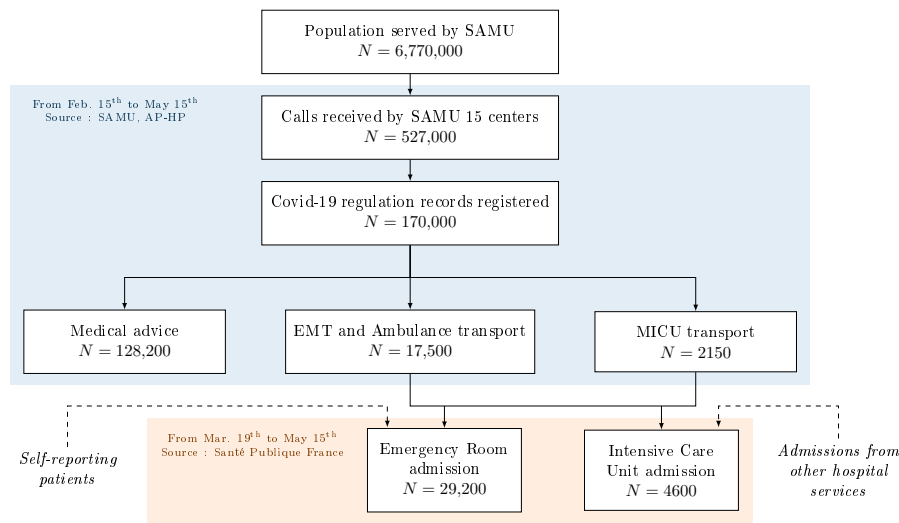 Population served by SAMU
N = 6,770,000
From Feb. 15th to May 15th
Source : SAMU, AP-HP
Calls received by SAMU 15 centers
N = 527,000
Covid-19 regulation records registered
N = 170,000
Medical advice
N = 128,200
EMT and Ambulance transport
N = 17,500
MICU transport
N = 2150
From Mar. 19th to May 15th
Source : Santé Publique France
Self-reporting
patients
Emergency Room
admission
N = 29,200
Intensive Care
Unit admission
N = 4600
Admissions from
other hospital
services